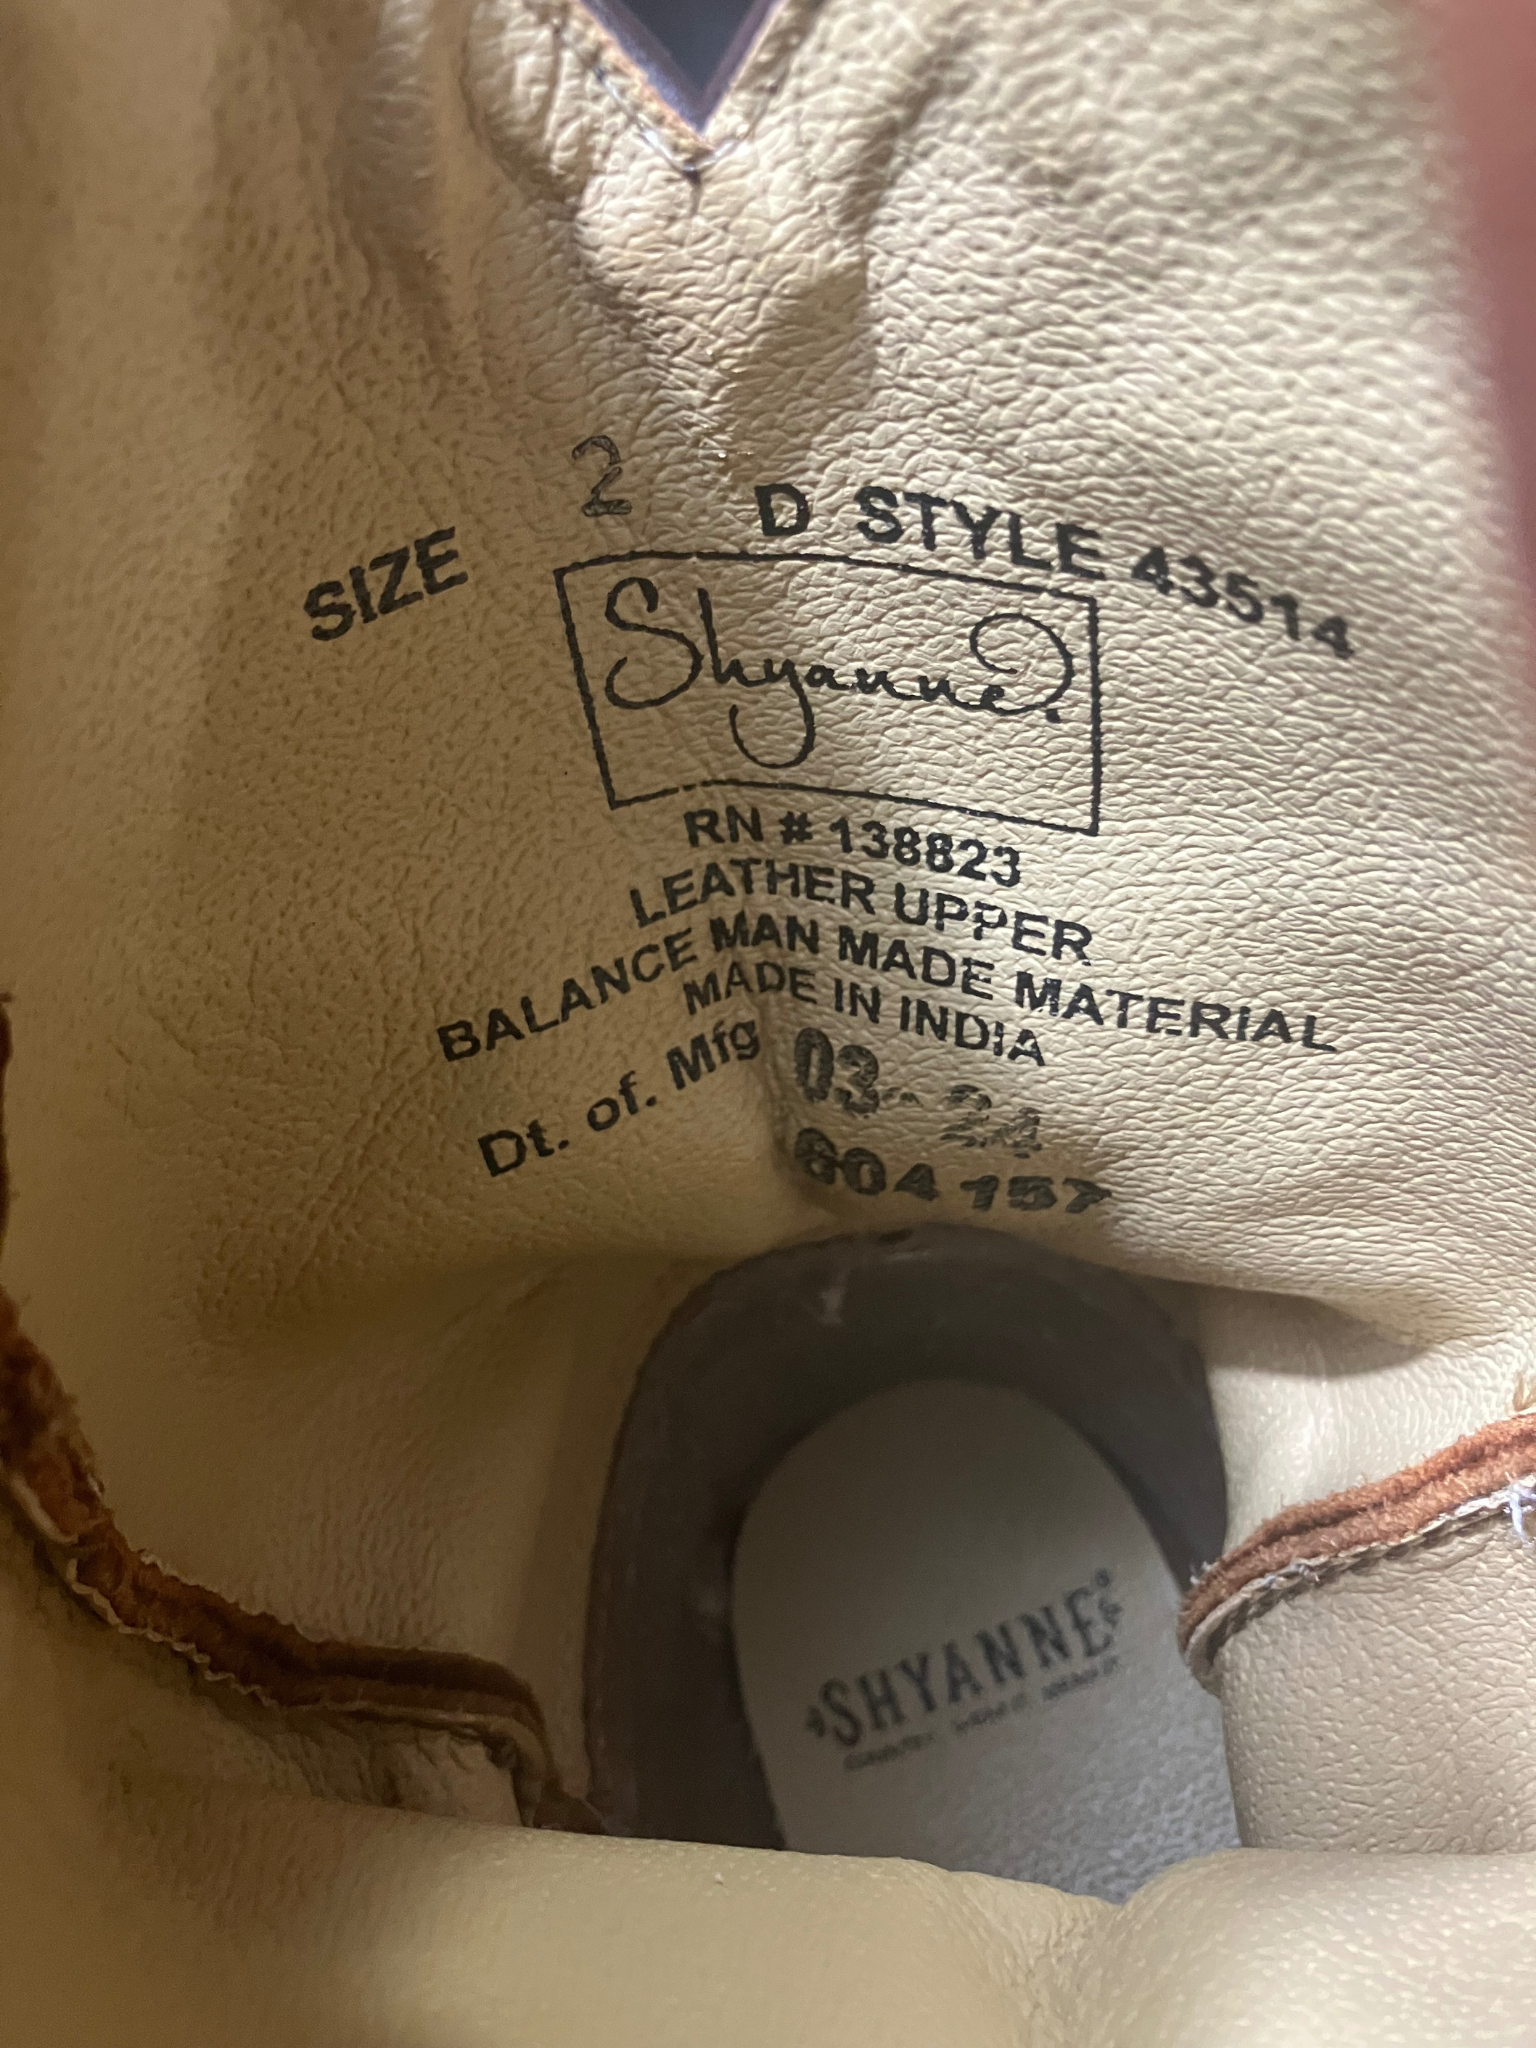 SIZE 2 D STYLE 43514
Shyanne.
RN # 138823
LEATHER UPPER
BALANCE MAN MADE MATERIAL
MADE IN INDIA
Dt. of. Mfg 03-24
604 157
SHYANNE